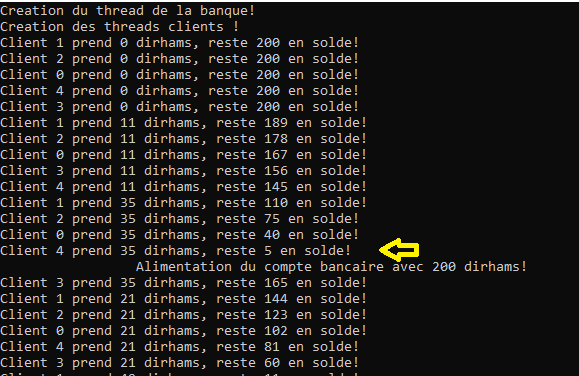 Creation du thread de la banque!
Creation des threads clients !
Client 1 prend 0 dirhams, reste 200 en solde!
Client 2 prend 0 dirhams, reste 200 en solde!
Client 0 prend 0 dirhams, reste 200 en solde!
Client 4 prend 0 dirhams, reste 200 en solde!
Client 3 prend 0 dirhams, reste 200 en solde!
Client 1 prend 11 dirhams, reste 189 en solde!
Client 2 prend 11 dirhams, reste 178 en solde!
Client 0 prend 11 dirhams, reste 167 en solde!
Client 3 prend 11 dirhams, reste 156 en solde!
Client 4 prend 11 dirhams, reste 145 en solde!
Client 1 prend 35 dirhams, reste 110 en solde!
Client 2 prend 35 dirhams, reste 75 en solde!
Client 0 prend 35 dirhams, reste 40 en solde!
Client 4 prend 35 dirhams, reste 5 en solde!
Alimentation du compte bancaire avec 200 dirhams!
Client 3 prend 35 dirhams, reste 165 en solde!
Client 1 prend 21 dirhams, reste 144 en solde!
Client 2 prend 21 dirhams, reste 123 en solde!
Client 0 prend 21 dirhams, reste 102 en solde!
Client 4 prend 21 dirhams, reste 81 en solde!
Client 3 prend 21 dirhams, reste 60 en solde!